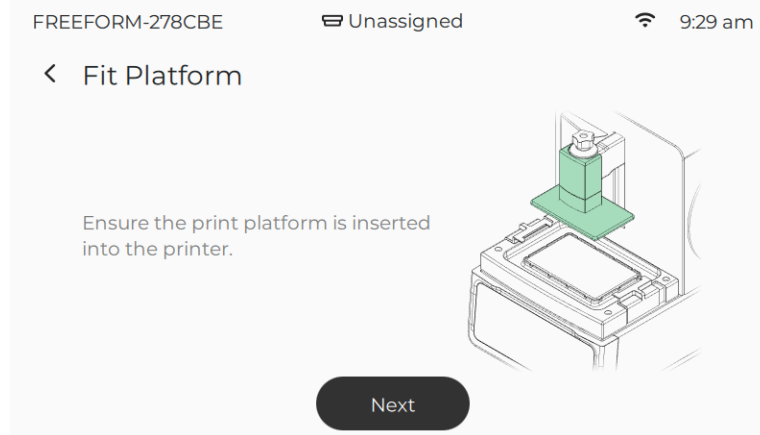 FREEFORM-278CBE Unassigned 9:29 am
Fit Platform
Ensure the print platform is inserted
into the printer.
Next